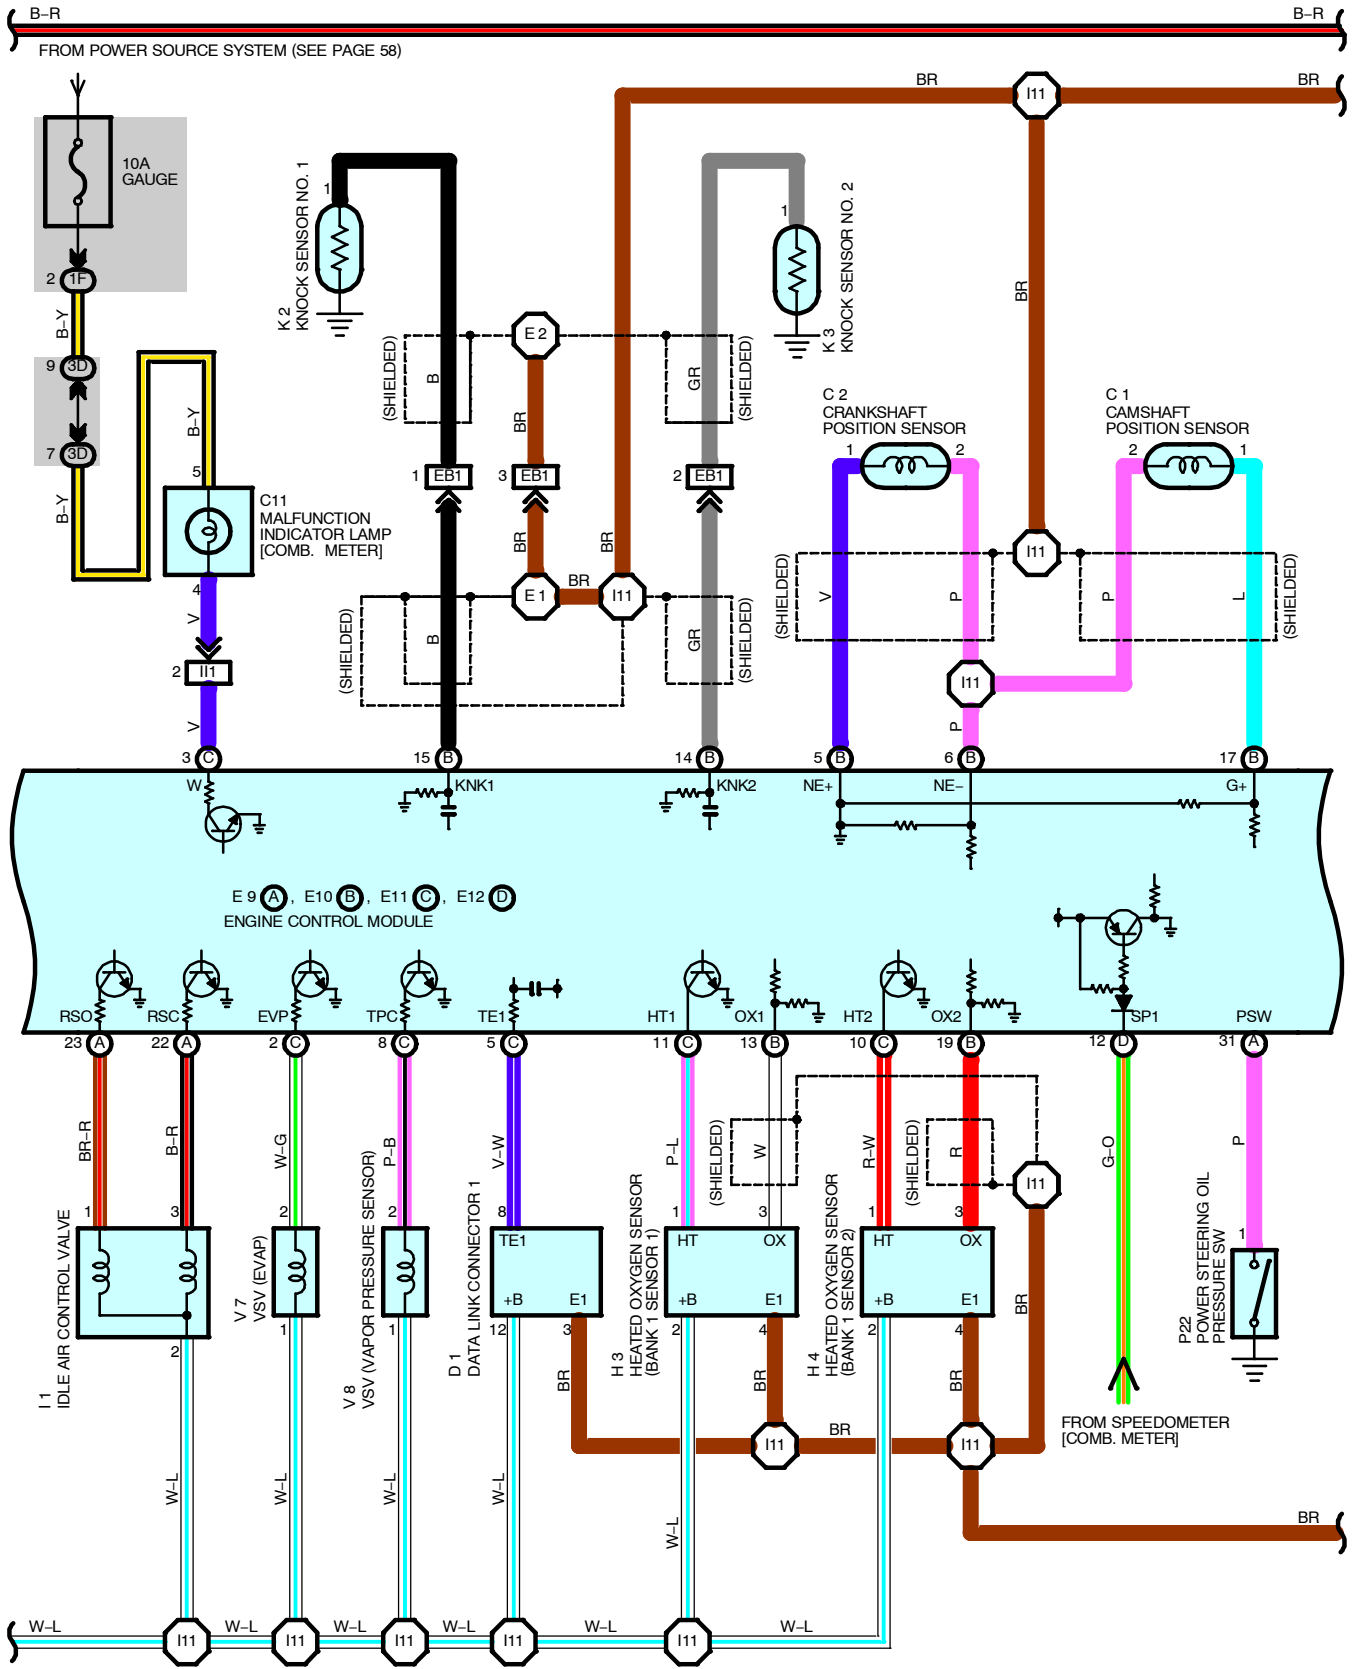 B–R
B–R
FROM POWER SOURCE SYSTEM (SEE PAGE 58)
BR
BR
I11
10A
GAUGE
2
1F
B–Y
9
3D
7
3D
B–Y
B–Y
5
C11
MALFUNCTION
INDICATOR LAMP
[COMB. METER]
4
V
2
II1
V
1
K 2
KNOCK SENSOR NO. 1
1
K 3
KNOCK SENSOR NO. 2
(SHIELDED)
B
E 2
GR
(SHIELDED)
BR
BR
1
EB1
3
EB1
2
EB1
BR
BR
E 1
BR
I11
(SHIELDED)
B
GR
(SHIELDED)
C 2
CRANKSHAFT
POSITION SENSOR
1
2
C 1
CAMSHAFT
POSITION SENSOR
2
1
I11
(SHIELDED)
V
P
P
L
(SHIELDED)
I11
P
3
C
15
B
14
B
5
B
6
B
17
B
W
KNK1
KNK2
NE+
NE–
G+
E 9 A , E10 B , E11 C , E12 D
ENGINE CONTROL MODULE
RSO
RSC
EVP
TPC
TE1
HT1
OX1
HT2
OX2
SP1
PSW
23
A
22
A
2
C
8
C
5
C
11
C
13
B
10
C
19
B
12
D
31
A
BR–R
B–R
W–G
P–B
V–W
P–L
(SHIELDED)
W
R–W
(SHIELDED)
R
I11
G–O
P
1
3
2
2
8
1
3
1
3
1
TE1
HT
OX
HT
OX
+B
E1
+B
E1
+B
E1
2
1
1
12
3
2
4
2
4
I 1
IDLE AIR CONTROL VALVE
V 7
VSV (EVAP)
V 8
VSV (VAPOR PRESSURE SENSOR)
D 1
DATA LINK CONNECTOR 1
H 3
HEATED OXYGEN SENSOR
(BANK 1 SENSOR 1)
H 4
HEATED OXYGEN SENSOR
(BANK 1 SENSOR 2)
P22
POWER STEERING OIL
PRESSURE SW
BR
BR
BR
BR
I11
BR
I11
FROM SPEEDOMETER
[COMB. METER]
W–L
W–L
W–L
W–L
W–L
BR
W–L
I11
W–L
I11
W–L
I11
W–L
I11
W–L
I11
W–L